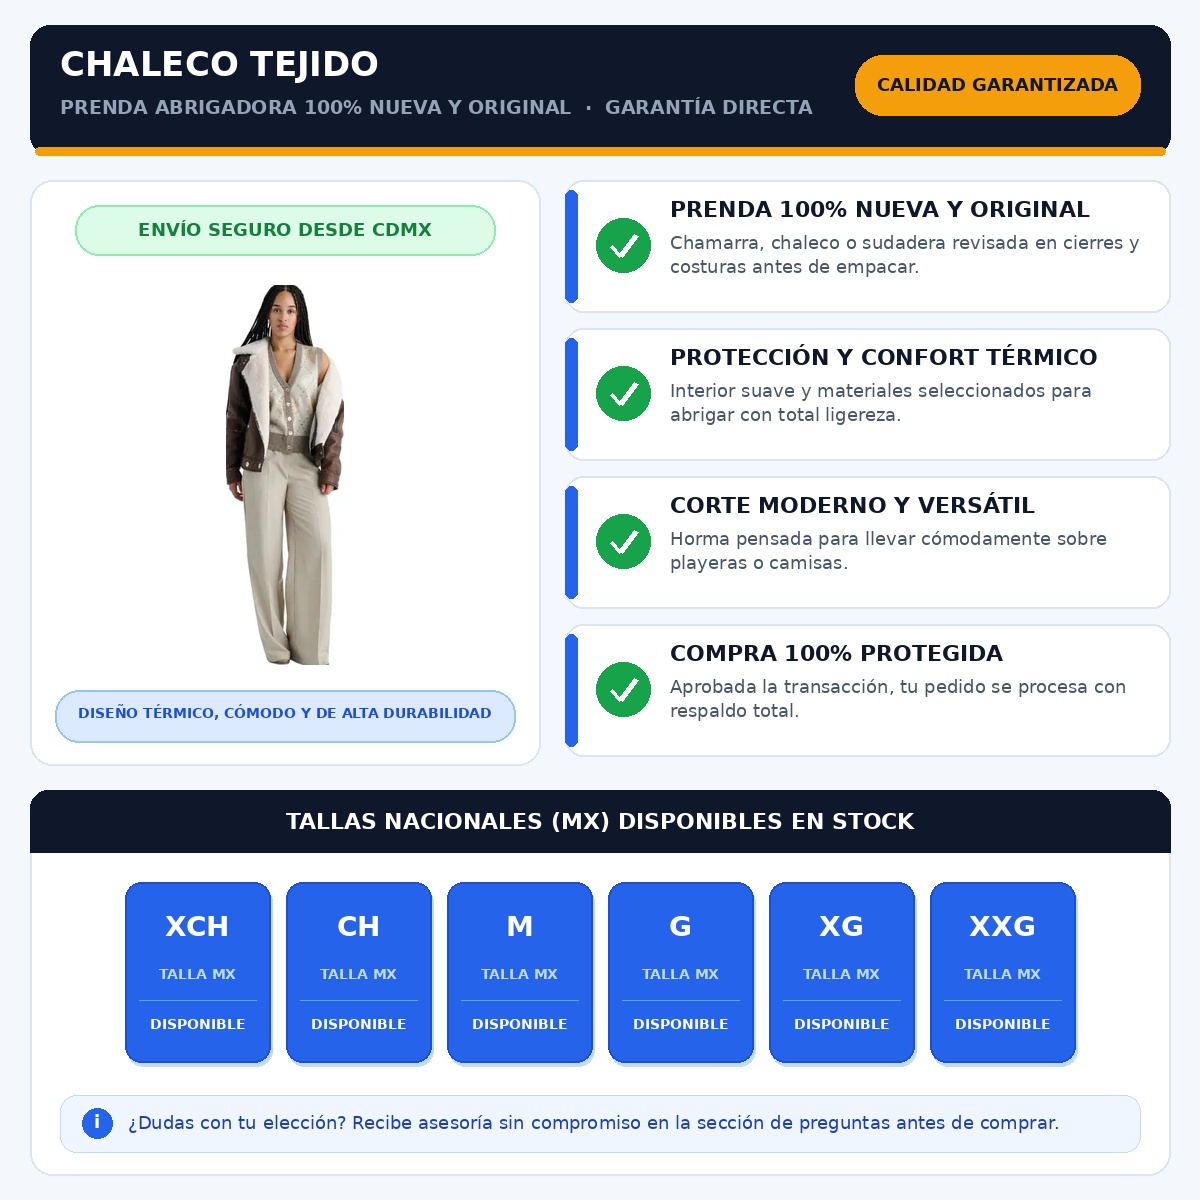 CHALECO TEJIDO
PRENDA ABRIGADORA 100% NUEVA Y ORIGINAL · GARANTÍA DIRECTA
CALIDAD GARANTIZADA
ENVÍO SEGURO DESDE CDMX
DISEÑO TÉRMICO, CÓMODO Y DE ALTA DURABILIDAD
PRENDA 100% NUEVA Y ORIGINAL
Chamarra, chaleco o sudadera revisada en cierres y
costuras antes de empacar.
PROTECCIÓN Y CONFORT TÉRMICO
Interior suave y materiales seleccionados para
abrigar con total ligereza.
CORTE MODERNO Y VERSÁTIL
Horma pensada para llevar cómodamente sobre
playeras o camisas.
COMPRA 100% PROTEGIDA
Aprobada la transacción, tu pedido se procesa con
respaldo total.
TALLAS NACIONALES (MX) DISPONIBLES EN STOCK
XCH
TALLA MX
DISPONIBLE
CH
TALLA MX
DISPONIBLE
M
TALLA MX
DISPONIBLE
G
TALLA MX
DISPONIBLE
XG
TALLA MX
DISPONIBLE
XXG
TALLA MX
DISPONIBLE
i
¿Dudas con tu elección? Recibe asesoría sin compromiso en la sección de preguntas antes de comprar.